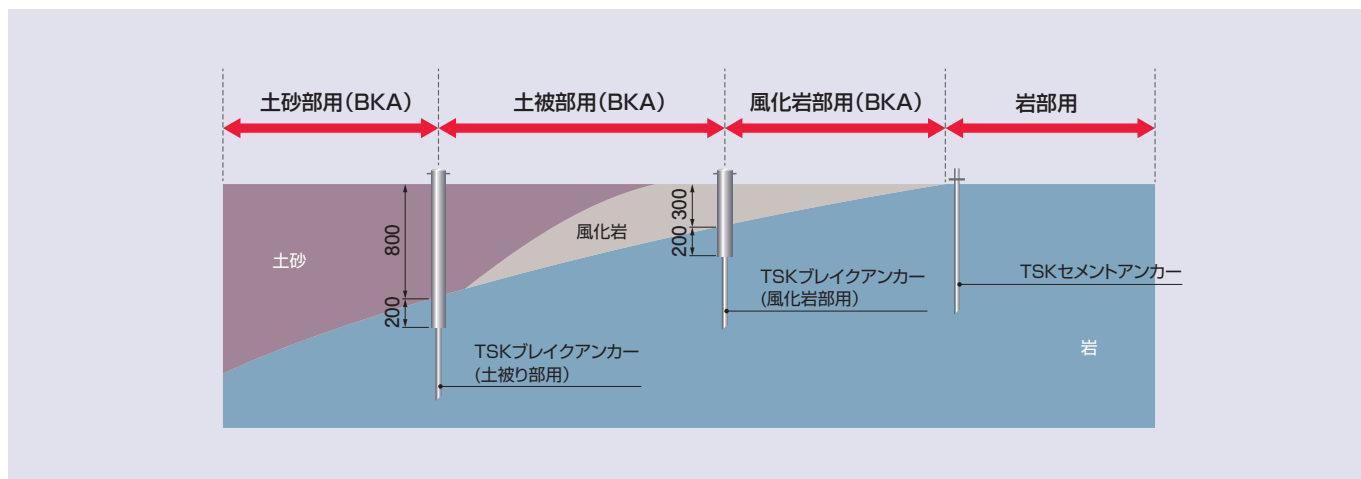 土砂部用(BKA)
土被部用(BKA)
風化岩部用(BKA)
岩部用
800
200
300
200
土砂
風化岩
岩
TSKブレイクアンカー
(土被り部用)
TSKブレイクアンカー
(風化岩部用)
TSKセメントアンカー